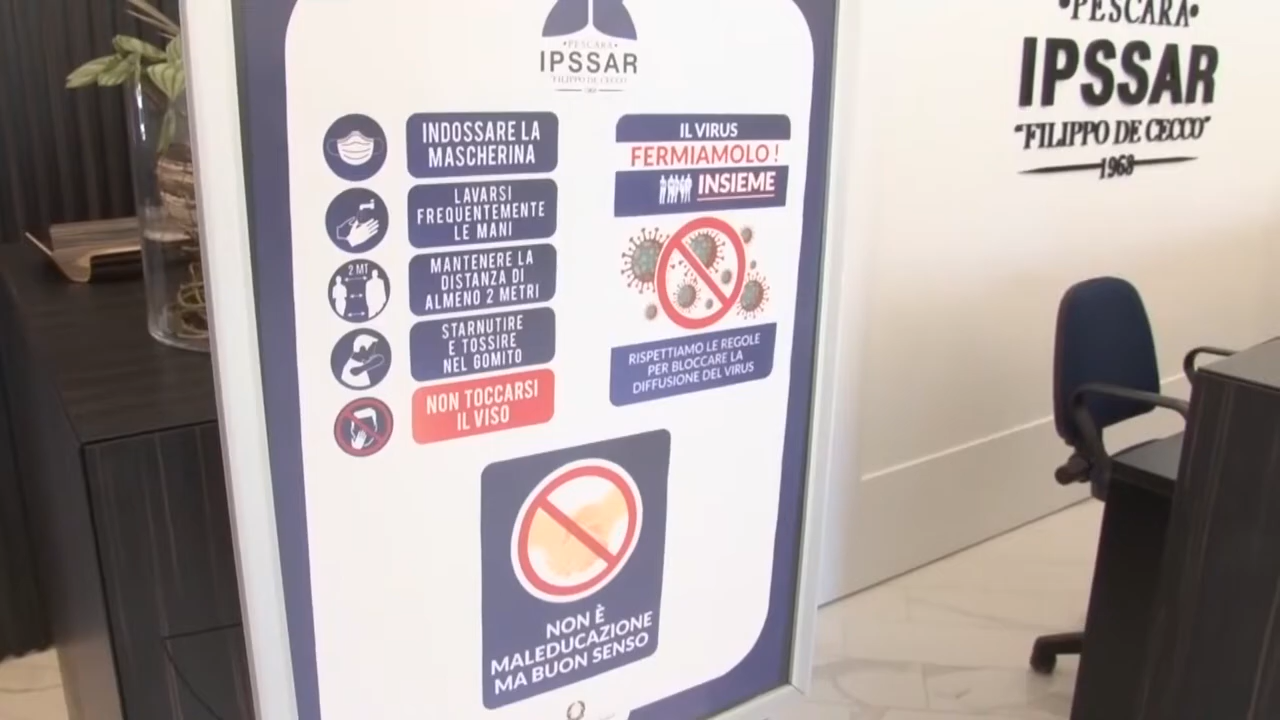 •PESCARA•
IPSSAR
"FILIPPO DE CECCO"
INDOSSARE LA
MASCHERINA
LAVARSI
FREQUENTEMENTE
LE MANI
2 MT
MANTENERE LA
DISTANZA DI
ALMENO 2 METRI
STARNUTIRE
E TOSSIRE
NEL GOMITO
NON TOCCARSI
IL VISO
IL VIRUS
FERMIAMOLO !
INSIEME
RISPETTIAMO LE REGOLE
PER BLOCCARE LA
DIFFUSIONE DEL VIRUS
NON È
MALEDUCAZIONE
MA BUON SENSO
•PESCARA•
IPSSAR
"FILIPPO DE CECCO"
1968